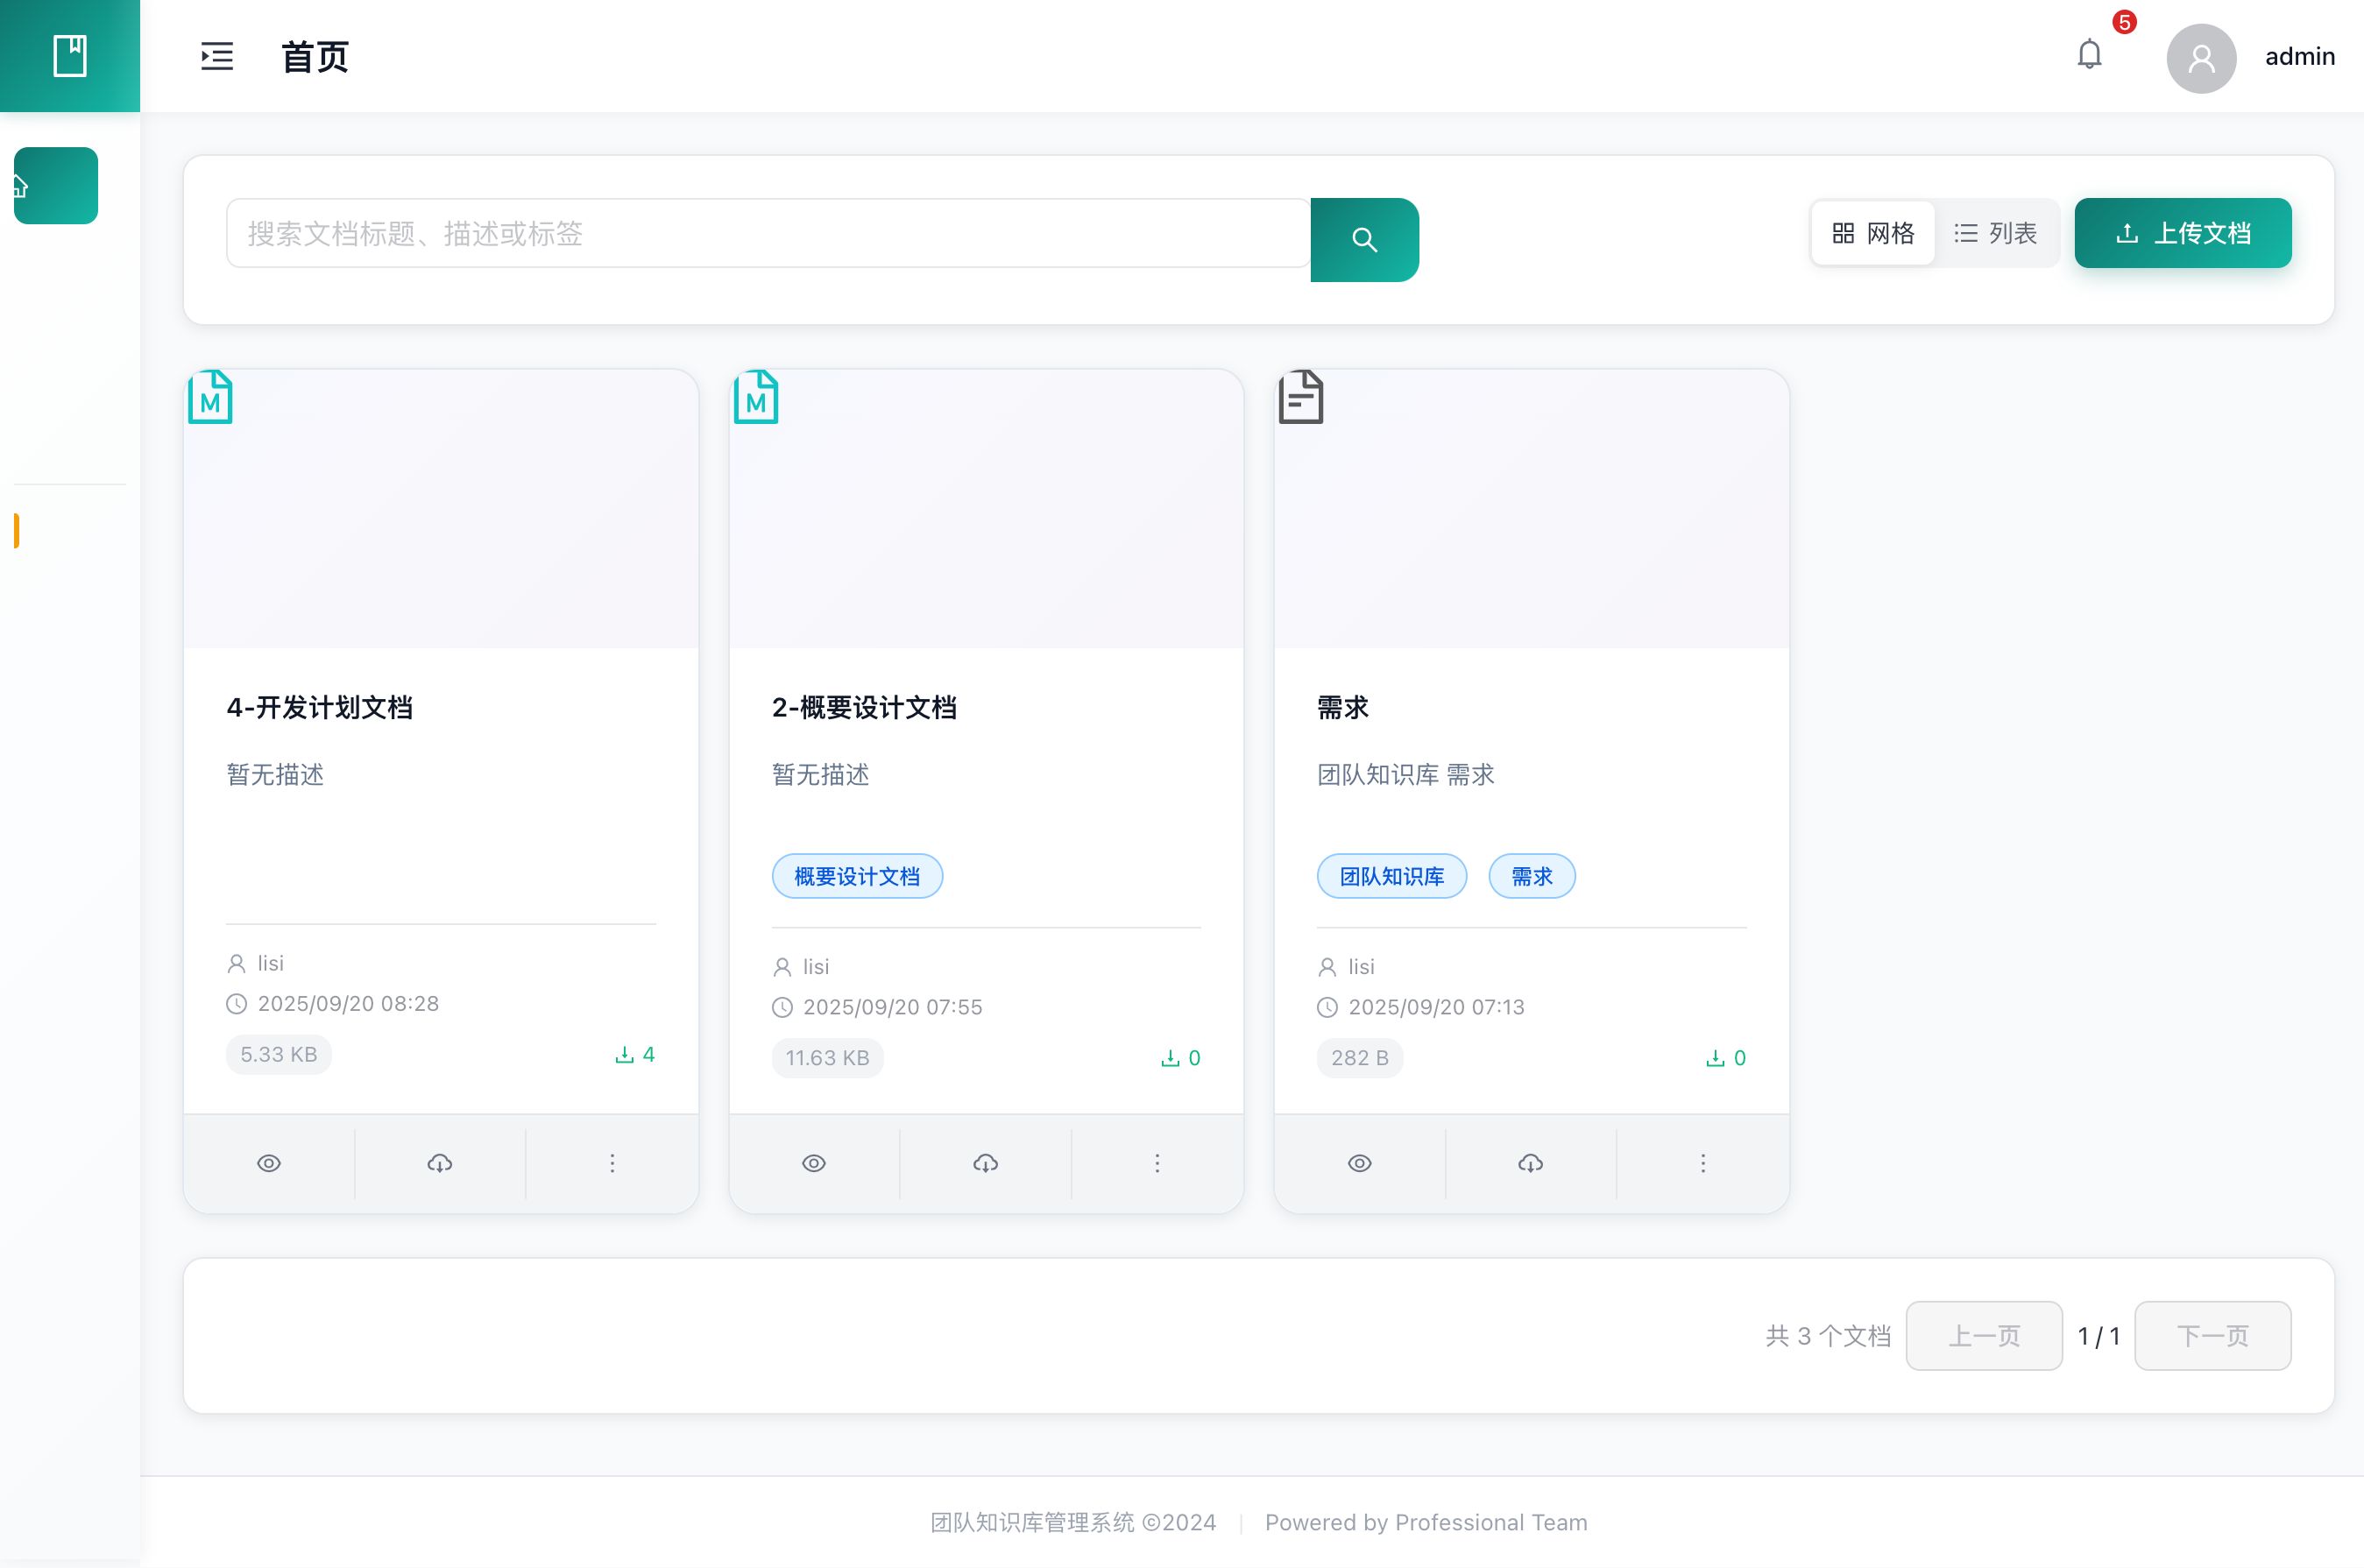 首页
5
admin
搜索文档标题、描述或标签
网格
列表
上传文档
M
M
4-开发计划文档
暂无描述
lisi
2025/09/20 08:28
5.33 KB
4
2-概要设计文档
暂无描述
概要设计文档
lisi
2025/09/20 07:55
11.63 KB
0
需求
团队知识库 需求
团队知识库 需求
lisi
2025/09/20 07:13
282 B
0
共 3 个文档 上一页 1 / 1 下一页
团队知识库管理系统 ©2024 | Powered by Professional Team